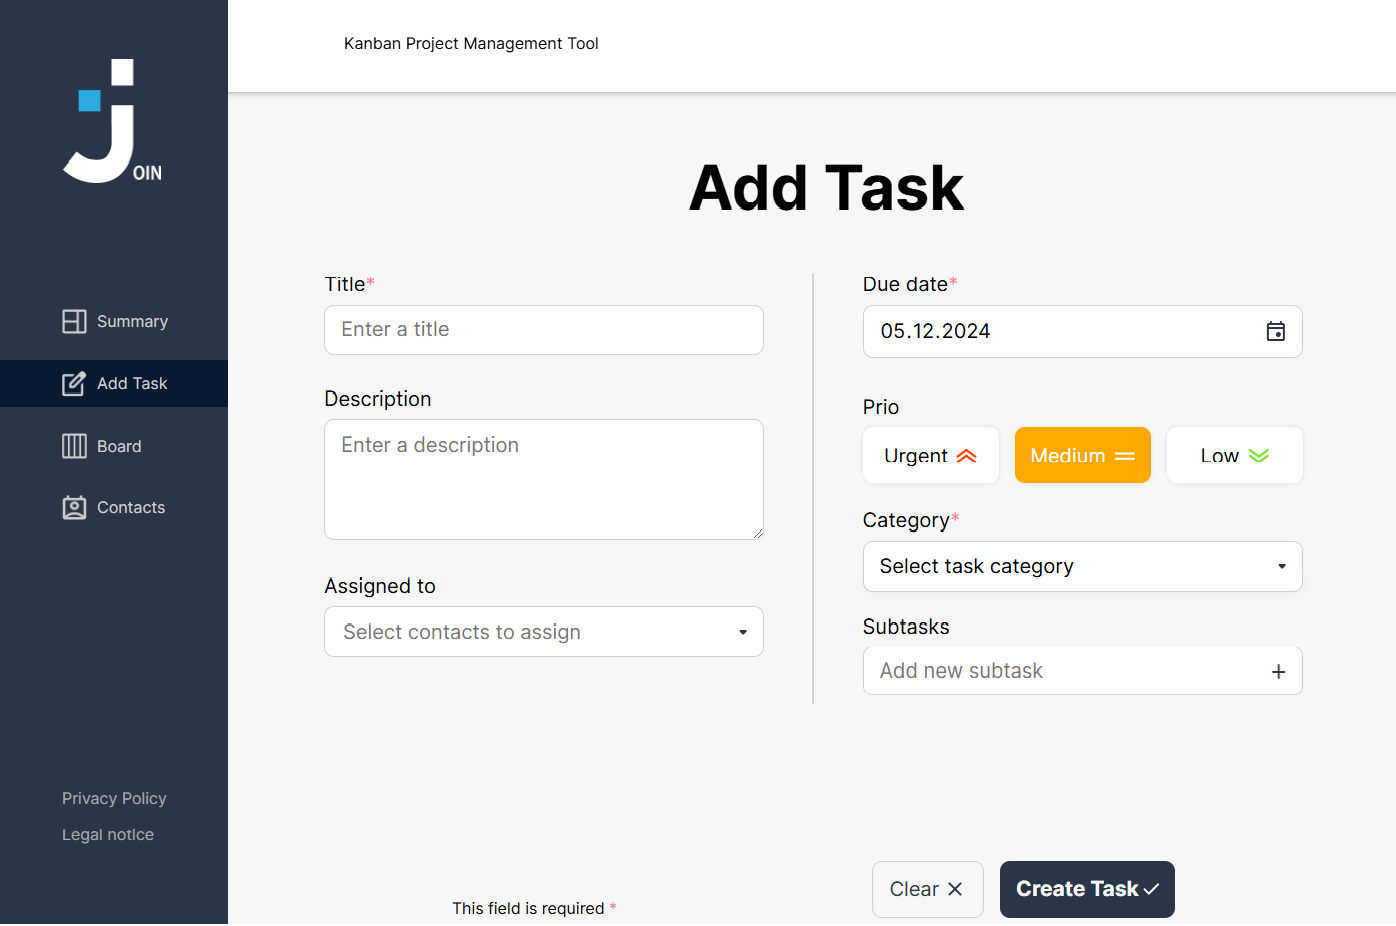 Kanban Project Management Tool
JOIN
Summary
Add Task
Board
Contacts
Privacy Policy
Legal notice
Add Task
Title*
Enter a title
Description
Enter a description
Assigned to
Select contacts to assign
Due date*
05.12.2024
Prio
Urgent
Medium
Low
Category*
Select task category
Subtasks
Add new subtask
+
This field is required *
Clear
Create Task